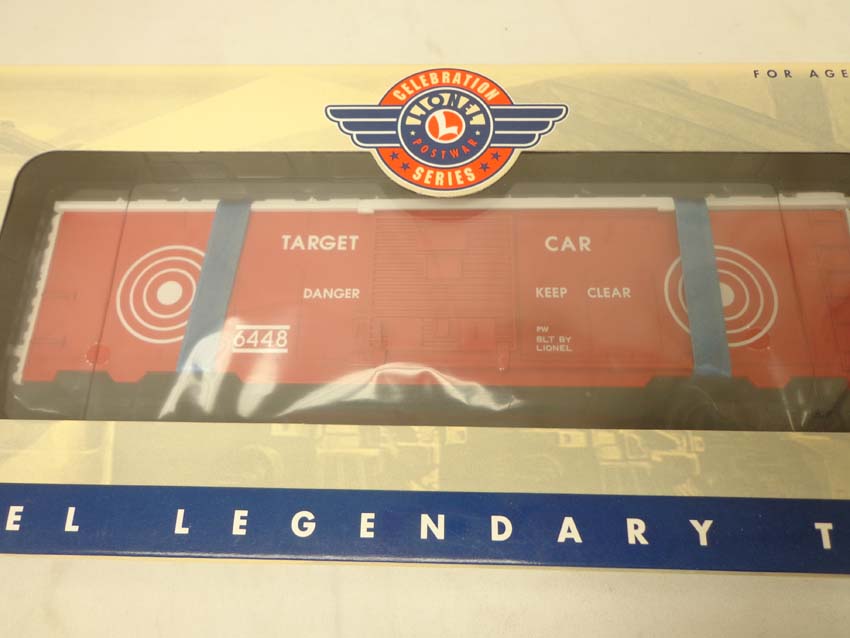 FOR AGE
CELEBRATION
LIONEL
L
POSTWAR
SERIES
TARGET CAR
DANGER KEEP CLEAR
6448
PW
BLT BY
LIONEL
EL LEGENDARY T